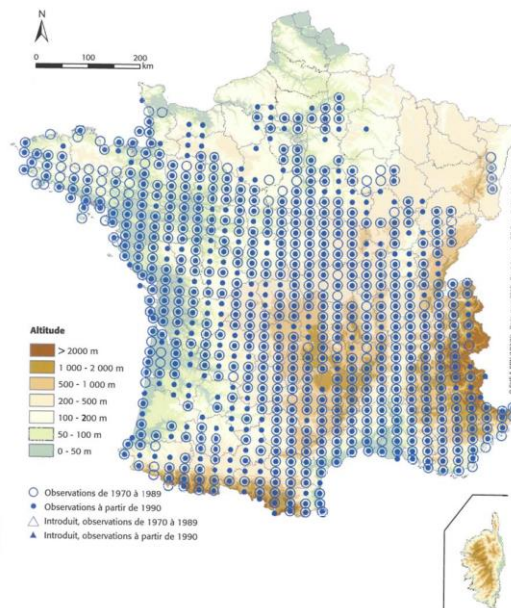 N
0 100 200
km
Altitude
> 2000 m
1 000 - 2 000 m
500 - 1 000 m
200 - 500 m
100 - 200 m
50 - 100 m
0 - 50 m
Observations de 1970 à 1989
Observations à partir de 1990
Introduit, observations de 1970 à 1989
Introduit, observations à partir de 1990